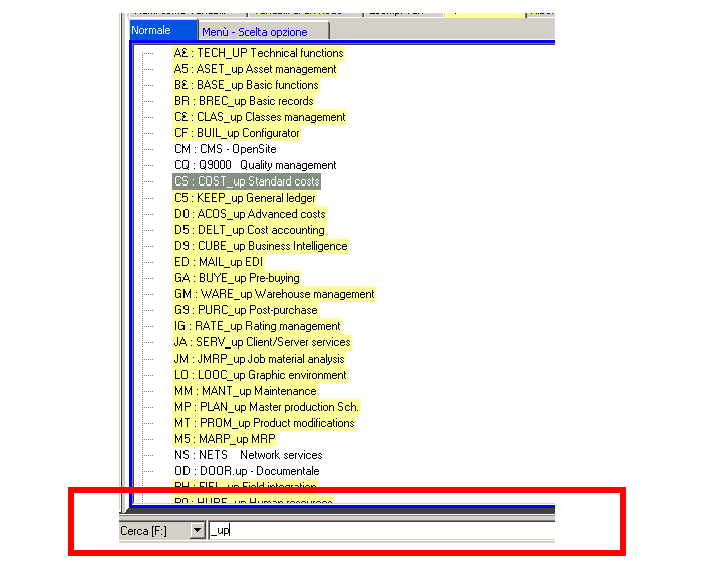 Normale
Menù - Scelta opzione
A£ : TECH_UP Technical functions
A5 : ASET_up Asset management
B£ : BASE_up Basic functions
BR : BREC_up Basic records
C£ : CLAS_up Classes management
CF : BUIL_up Configurator
CM : CMS - OpenSite
CQ : Q9000 Quality management
CS : COST_up Standard costs
C5 : KEEP_up General ledger
D0 : ACOS_up Advanced costs
D5 : DELT_up Cost accounting
D9 : CUBE_up Business Intelligence
ED : MAIL_up EDI
GA : BUYE_up Pre-buying
GM : WARE_up Warehouse management
G9 : PURC_up Post-purchase
IG : RATE_up Rating management
JA : SERV_up Client/Server services
JM : JMRP_up Job material analysis
LO : LOOC_up Graphic environment
MM : MANT_up Maintenance
MP : PLAN_up Master production Sch.
MT : PROM_up Product modifications
M5 : MARP_up MRP
NS : NETS Network services
OD : DOOR.up - Documentale
PH : FIEL_up Field integration
PO : HURE_up Human resources
Cerca [F:] _up